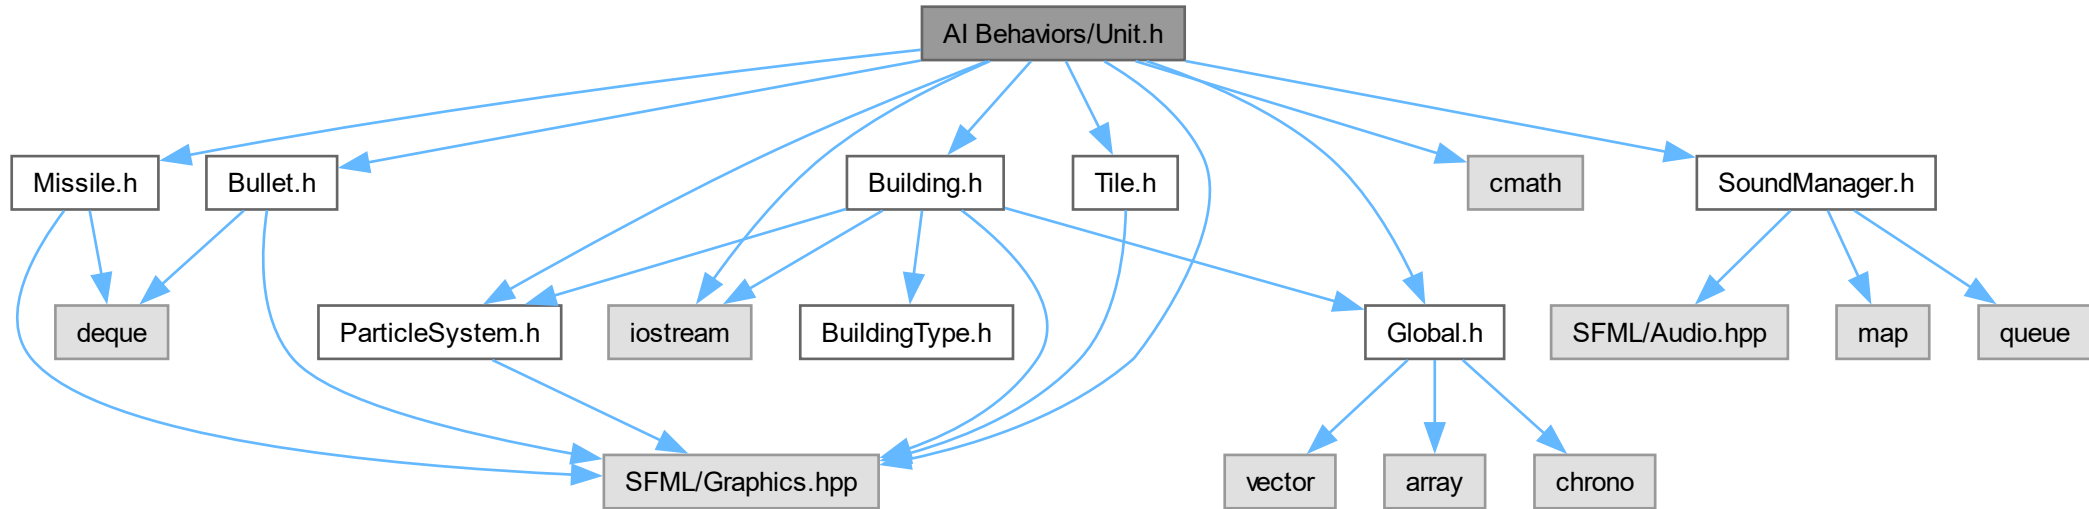 AI Behaviors/Unit.h
Missile.h
Bullet.h
Building.h
Tile.h
cmath
SoundManager.h
deque
ParticleSystem.h
iostream
BuildingType.h
Global.h
SFML/Audio.hpp
map
queue
SFML/Graphics.hpp
vector
array
chrono